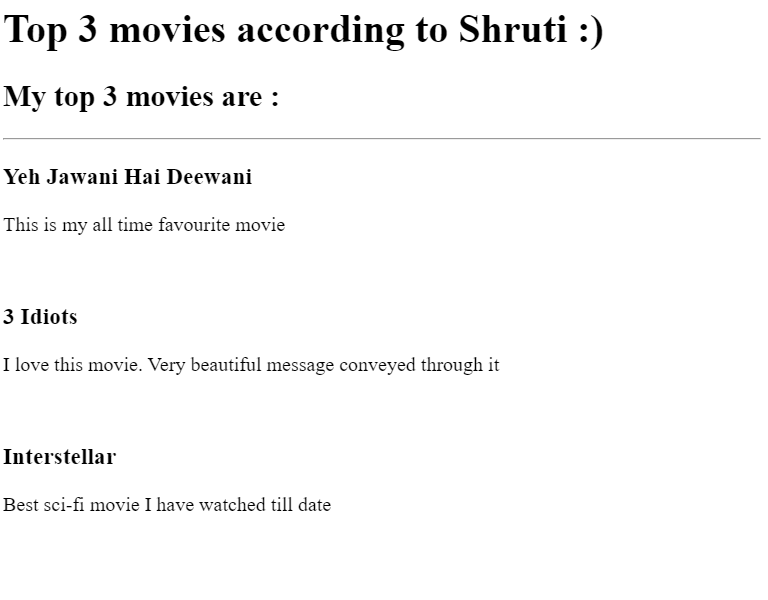 Top 3 movies according to Shruti :)
My top 3 movies are :
Yeh Jawani Hai Deewani
This is my all time favourite movie
3 Idiots
I love this movie. Very beautiful message conveyed through it
Interstellar
Best sci-fi movie I have watched till date